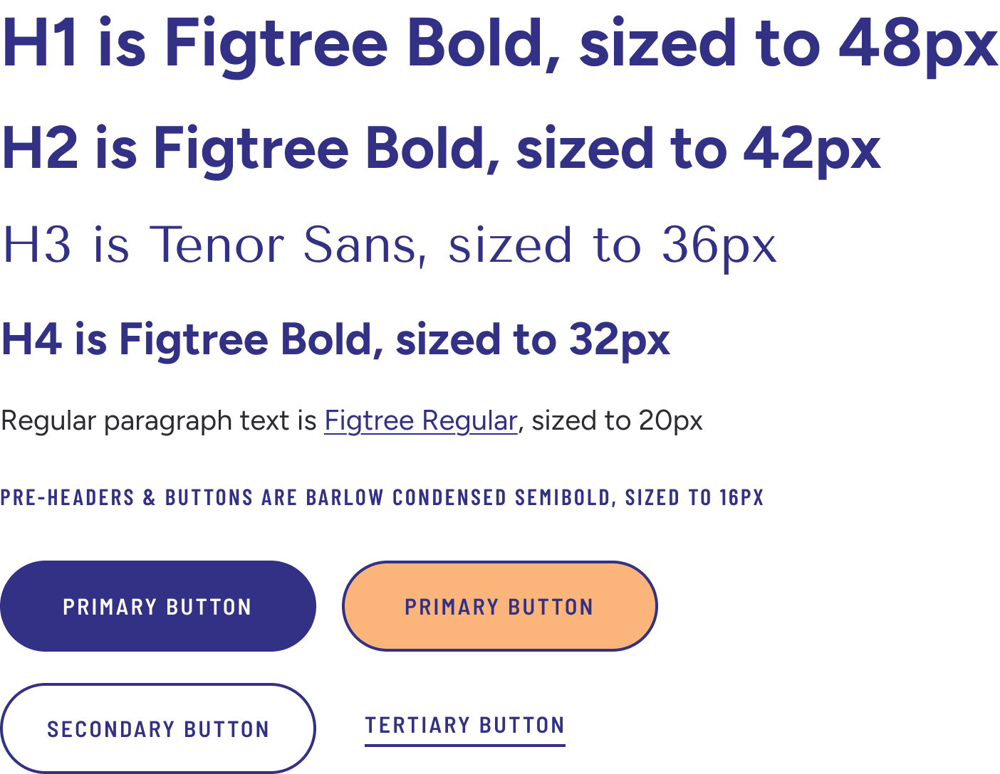 H1 is Figtree Bold, sized to 48px
H2 is Figtree Bold, sized to 42px
H3 is Tenor Sans, sized to 36px
H4 is Figtree Bold, sized to 32px
Regular paragraph text is Figtree Regular, sized to 20px
PRE-HEADERS & BUTTONS ARE BARLOW CONDENSED SEMIBOLD, SIZED TO 16PX
PRIMARY BUTTON
PRIMARY BUTTON
SECONDARY BUTTON
TERTIARY BUTTON